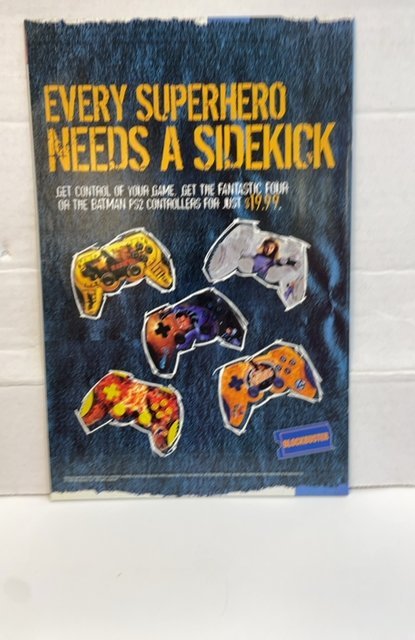 EVERY SUPERHERO
NEEDS A SIDEKICK
GET CONTROL OF YOUR GAME. GET THE FANTASTIC FOUR
OR THE BATMAN PS2 CONTROLLERS FOR JUST $19.99.
BLOCKBUSTER